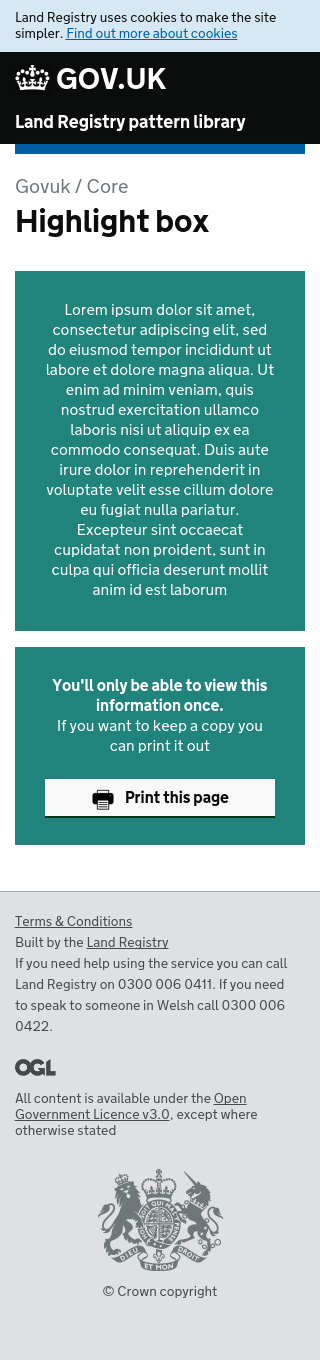 Land Registry uses cookies to make the site
simpler. Find out more about cookies
GOV.UK
Land Registry pattern library
Govuk / Core
Highlight box
Lorem ipsum dolor sit amet,
consectetur adipiscing elit, sed
do eiusmod tempor incididunt ut
labore et dolore magna aliqua. Ut
enim ad minim veniam, quis
nostrud exercitation ullamco
laboris nisi ut aliquip ex ea
commodo consequat. Duis aute
irure dolor in reprehenderit in
voluptate velit esse cillum dolore
eu fugiat nulla pariatur.
Excepteur sint occaecat
cupidatat non proident, sunt in
culpa qui officia deserunt mollit
anim id est laborum
You'll only be able to view this
information once.
If you want to keep a copy you
can print it out
Print this page
Terms & Conditions
Built by the Land Registry
If you need help using the service you can call
Land Registry on 0300 006 0411. If you need
to speak to someone in Welsh call 0300 006
0422.
OGL
All content is available under the Open
Government Licence v3.0, except where
otherwise stated
DIEU ET MON DROIT
© Crown copyright